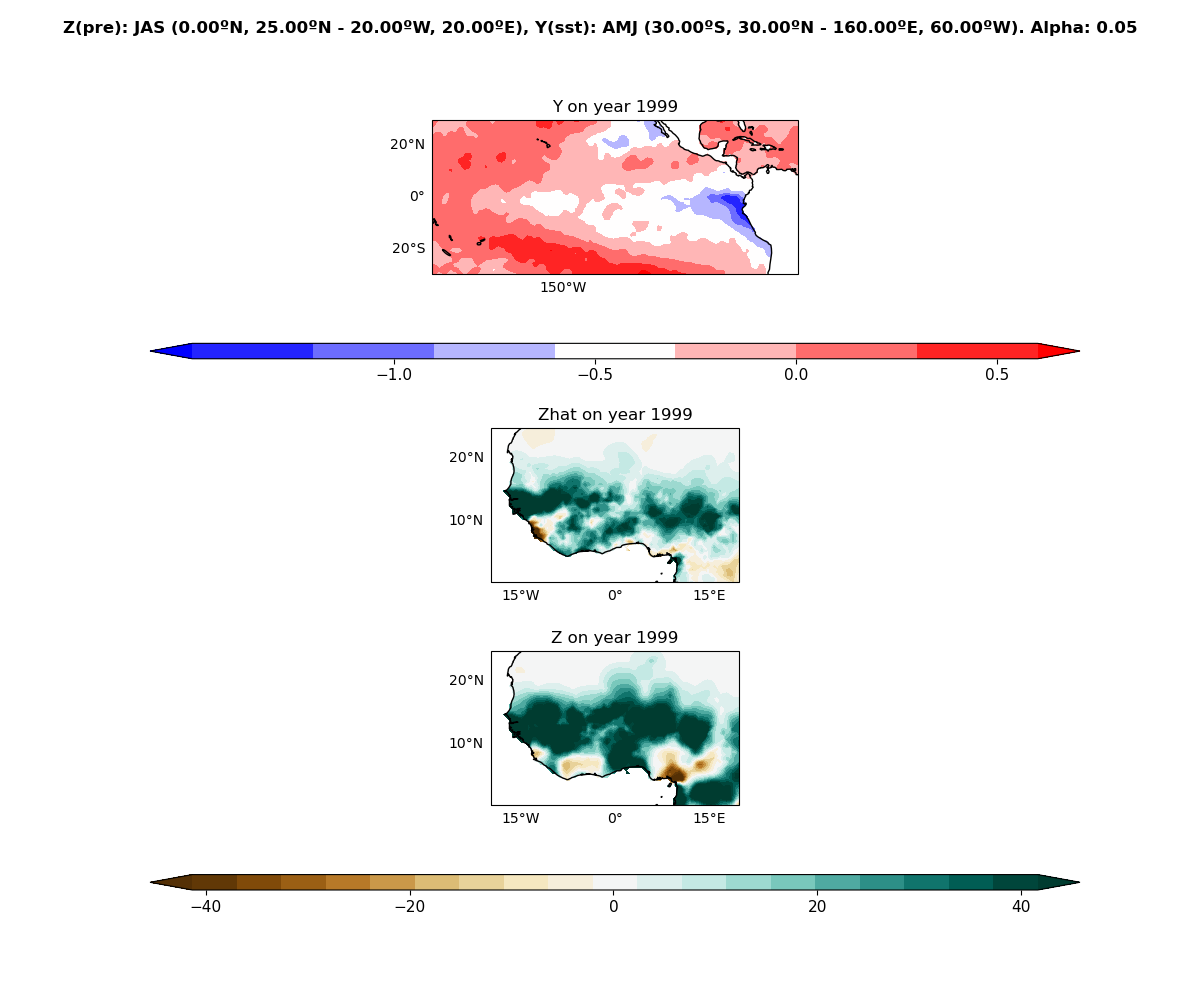 Z(pre): JAS (0.00ºN, 25.00ºN - 20.00ºW, 20.00ºE), Y(sst): AMJ (30.00ºS, 30.00ºN - 160.00ºE, 60.00ºW). Alpha: 0.05
Y on year 1999
20°N
0°
20°S
150°W
−1.0 −0.5 0.0 0.5
Zhat on year 1999
20°N
10°N
15°W 0° 15°E
Z on year 1999
20°N
10°N
15°W 0° 15°E
−40 −20 0 20 40